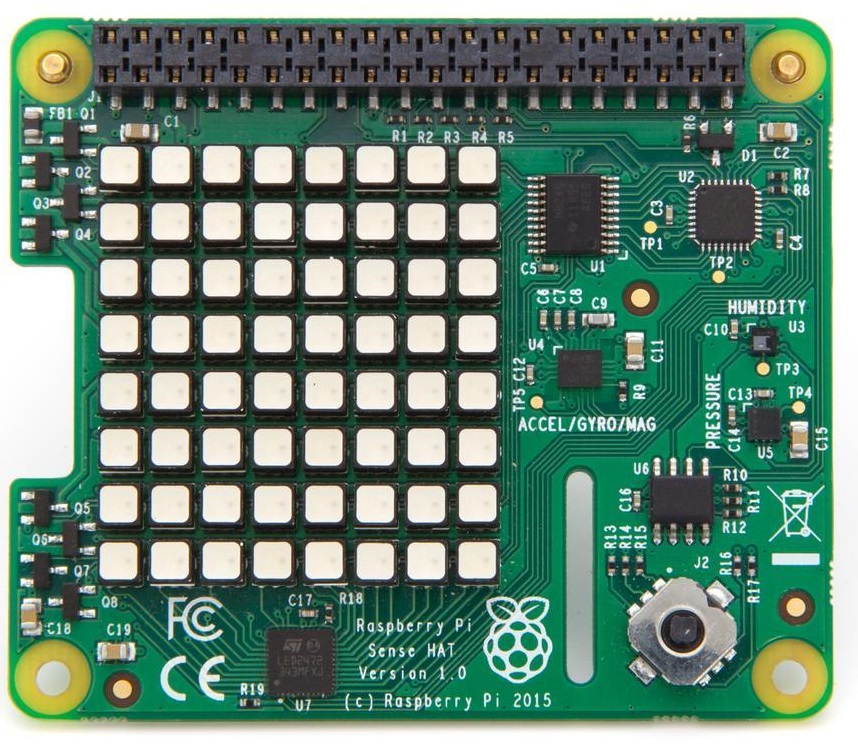 J1
FB1 Q1
C1
R1 R2 R3 R4 R5
R6
D1
C2
Q2
U2
R7
R8
Q3
C3
Q4
TP1
C4
C5
U1
TP2
C6
C7
C8
C9
HUMIDITY
C10
U3
U4
C11
TP3
C12
TP5
R9
PRESSURE
C13
TP4
ACCEL/GYRO/MAG
C14
U5
C15
U6
R10
R11
R12
C16
Q5
Q6
Q7
Q8
R13
R14
R15
J2
R16
R17
C17
R18
FC
C18
C19
CE
Raspberry Pi
Sense HAT
Version 1.0
(c) Raspberry Pi 2015
ST
LED2472
R19
U7